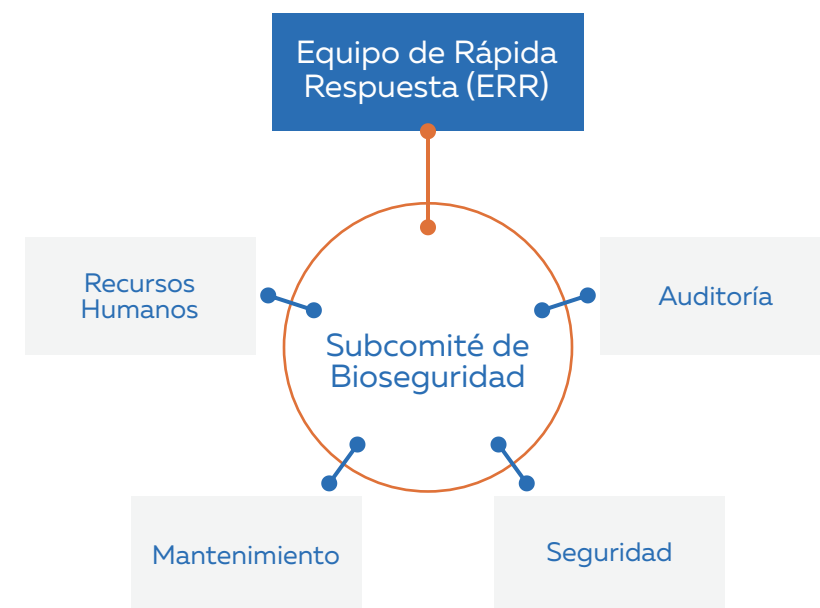 Equipo de Rápida
Respuesta (ERR)
Recursos
Humanos
Auditoría
Subcomité de
Bioseguridad
Mantenimiento
Seguridad